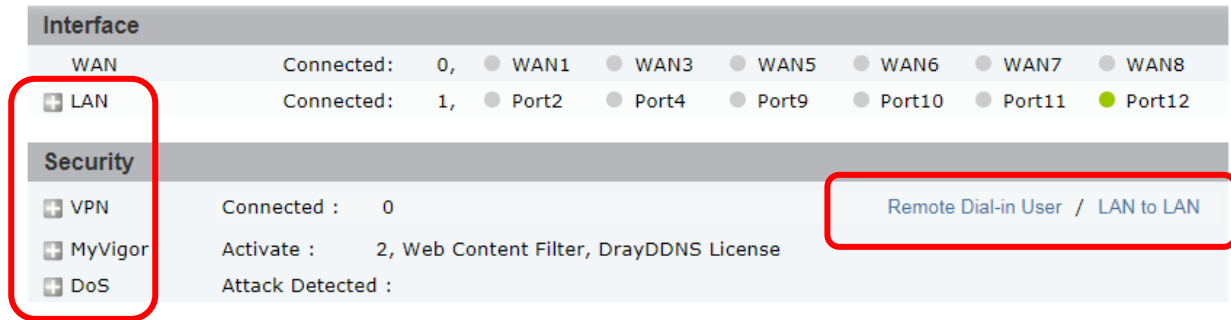 Interface
WAN Connected: 0, WAN1 WAN3 WAN5 WAN6 WAN7 WAN8
LAN Connected: 1, Port2 Port4 Port9 Port10 Port11 Port12
Security
VPN Connected : 0 Remote Dial-in User / LAN to LAN
MyVigor Activate : 2, Web Content Filter, DrayDDNS License
DoS Attack Detected :